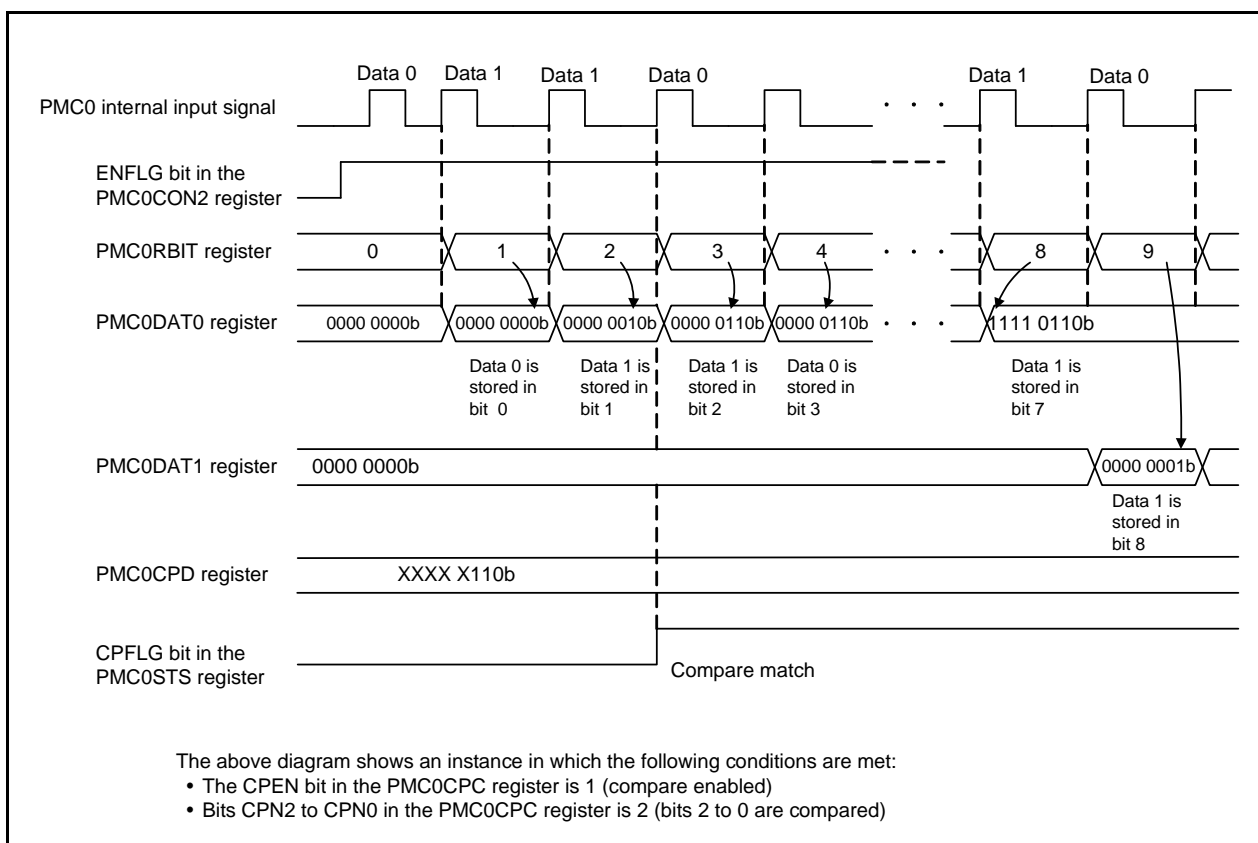 Data 0 Data 1 Data 1 Data 0 Data 1 Data 0
PMC0 internal input signal
ENFLG bit in the
PMC0CON2 register
PMC0RBIT register 0 1 2 3 4 · · · 8 9
PMC0DAT0 register 0000 0000b 0000 0000b 0000 0010b 0000 0110b 0000 0110b · · · 1111 0110b
Data 0 is
stored in
bit 0
Data 1 is
stored in
bit 1
Data 1 is
stored in
bit 2
Data 0 is
stored in
bit 3
Data 1 is
stored in
bit 7
PMC0DAT1 register 0000 0000b 0000 0001b
Data 1 is
stored in
bit 8
PMC0CPD register XXXX X110b
CPFLG bit in the
PMC0STS register
Compare match
The above diagram shows an instance in which the following conditions are met:
• The CPEN bit in the PMC0CPC register is 1 (compare enabled)
• Bits CPN2 to CPN0 in the PMC0CPC register is 2 (bits 2 to 0 are compared)